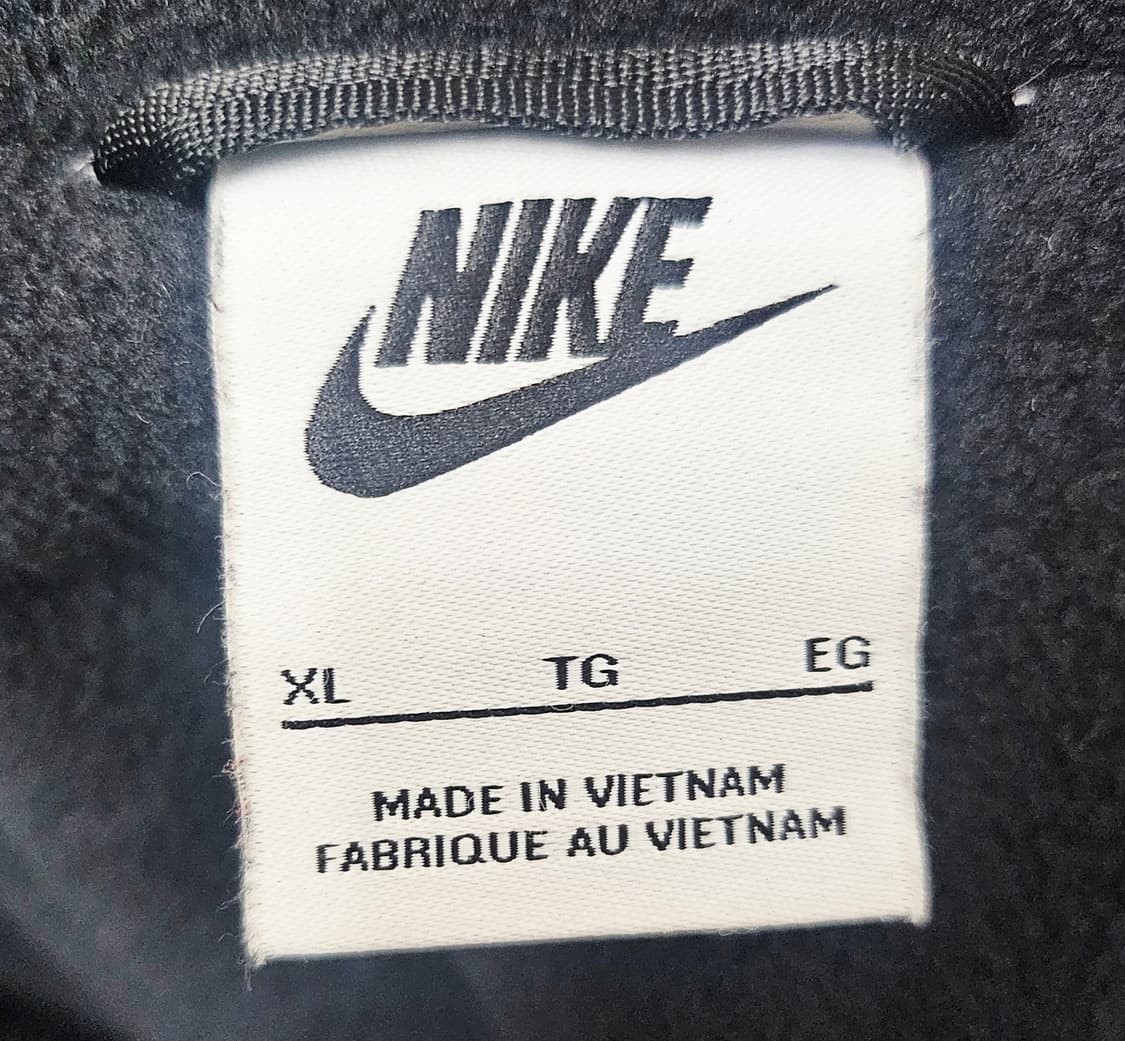 NIKE
XL TG EG
MADE IN VIETNAM
FABRIQUE AU VIETNAM